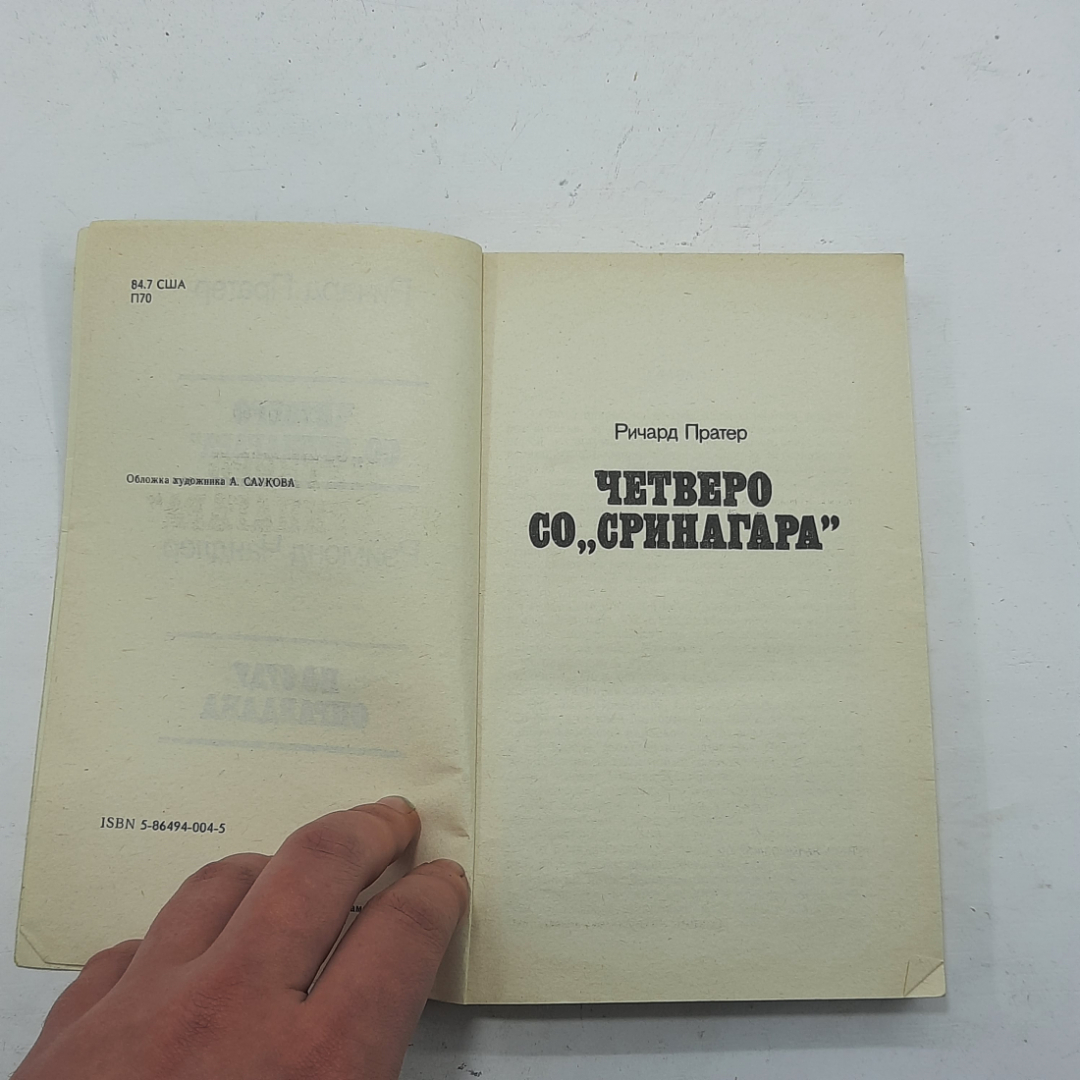 84.7 США
П70
Обложка художника А. САУКОВА
ISBN 5-86494-004-5
Ричард Пратер
ЧЕТВЕРО
СО „СРИНАГАРА”